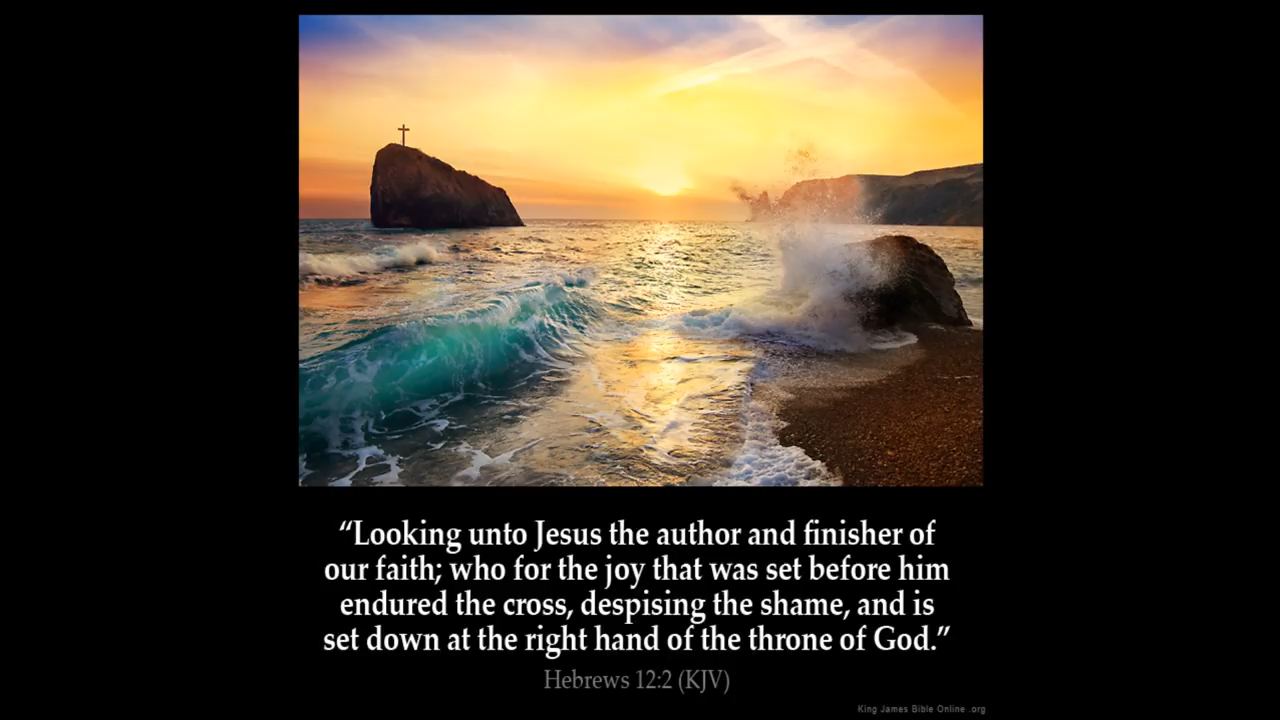 “Looking unto Jesus the author and finisher of
our faith; who for the joy that was set before him
endured the cross, despising the shame, and is
set down at the right hand of the throne of God.”
Hebrews 12:2 (KJV)
King James Bible Online .org